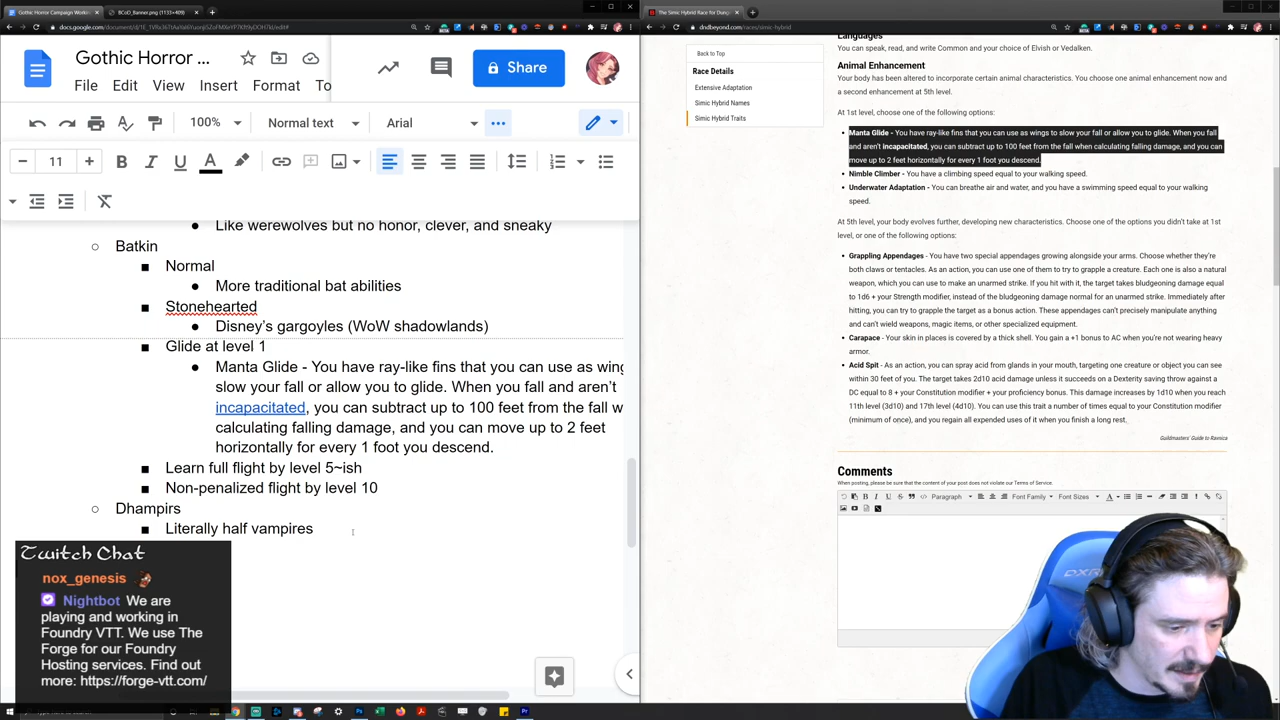 Gothic Horror Campaign Works
BCoD_Banner.png (1133×409)
The Simic Hybrid Race for Dung
dndbeyond.com/races/simic-hybrid
Gothic Horror ...
Share
File Edit View Insert Format To
100% Normal text Arial
11 B I U A
Like werewolves but no honor, clever, and sneaky
Batkin
Normal
More traditional bat abilities
Stonehearted
Disney's gargoyles (WoW shadowlands)
Glide at level 1
Manta Glide - You have ray-like fins that you can use as wing
slow your fall or allow you to glide. When you fall and aren't
incapacitated, you can subtract up to 100 feet from the fall w
calculating falling damage, and you can move up to 2 feet
horizontally for every 1 foot you descend.
Learn full flight by level 5~ish
Non-penalized flight by level 10
Dhampirs
Literally half vampires
Twitch Chat
nox_genesis
Nightbot We are
playing and working in
Foundry VTT. We use The
Forge for our Foundry
Hosting services. Find out
more: https://forge-vtt.com/
Back to Top
Race Details
Extensive Adaptation
Simic Hybrid Names
Simic Hybrid Traits
Languages
You can speak, read, and write Common and your choice of Elvish or Vedalken.
Animal Enhancement
Your body has been altered to incorporate certain animal characteristics. You choose one animal enhancement now and
a second enhancement at 5th level.
At 1st level, choose one of the following options:
Manta Glide - You have ray-like fins that you can use as wings to slow your fall or allow you to glide. When you fall
and aren't incapacitated, you can subtract up to 100 feet from the fall when calculating falling damage, and you can
move up to 2 feet horizontally for every 1 foot you descend.
Nimble Climber - You have a climbing speed equal to your walking speed.
Underwater Adaptation - You can breathe air and water, and you have a swimming speed equal to your walking
speed.
At 5th level, your body evolves further, developing new characteristics. Choose one of the options you didn't take at 1st
level, or one of the following options:
Grappling Appendages - You have two special appendages growing alongside your arms. Choose whether they're
both claws or tentacles. As an action, you can use one of them to try to grapple a creature. Each one is also a natural
weapon, which you can use to make an unarmed strike. If you hit with it, the target takes bludgeoning damage equal
to 1d6 + your Strength modifier, instead of the bludgeoning damage normal for an unarmed strike. Immediately after
hitting, you can try to grapple the target as a bonus action. These appendages can't precisely manipulate anything
and can't wield weapons, magic items, or other specialized equipment.
Carapace - Your skin in places is covered by a thick shell. You gain a +1 bonus to AC when you're not wearing heavy
armor.
Acid Spit - As an action, you can spray acid from glands in your mouth, targeting one creature or object you can see
within 30 feet of you. The target takes 2d10 acid damage unless it succeeds on a Dexterity saving throw against a
DC equal to 8 + your Constitution modifier + your proficiency bonus. This damage increases by 1d10 when you reach
11th level (3d10) and 17th level (4d10). You can use this trait a number of times equal to your Constitution modifier
(minimum of once), and you regain all expended uses of it when you finish a long rest.
Guildmasters' Guide to Ravnica
Comments
When posting, please be sure that the content of your post does not violate our Terms of Service.
Paragraph Font Family Font Sizes
DXR